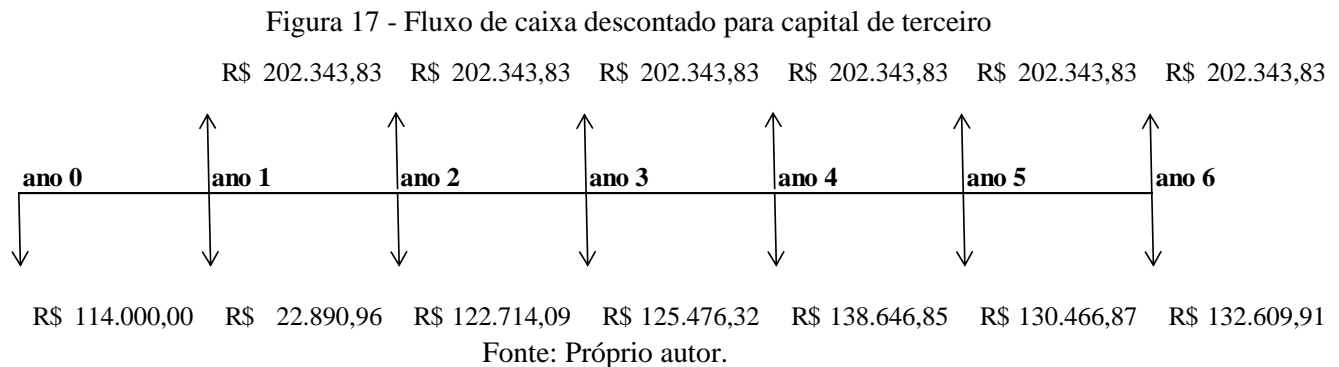 Figura 17 - Fluxo de caixa descontado para capital de terceiro
R$ 202.343,83 R$ 202.343,83 R$ 202.343,83 R$ 202.343,83 R$ 202.343,83 R$ 202.343,83
ano 0 ano 1 ano 2 ano 3 ano 4 ano 5 ano 6
R$ 114.000,00 R$ 22.890,96 R$ 122.714,09 R$ 125.476,32 R$ 138.646,85 R$ 130.466,87 R$ 132.609,91
Fonte: Próprio autor.